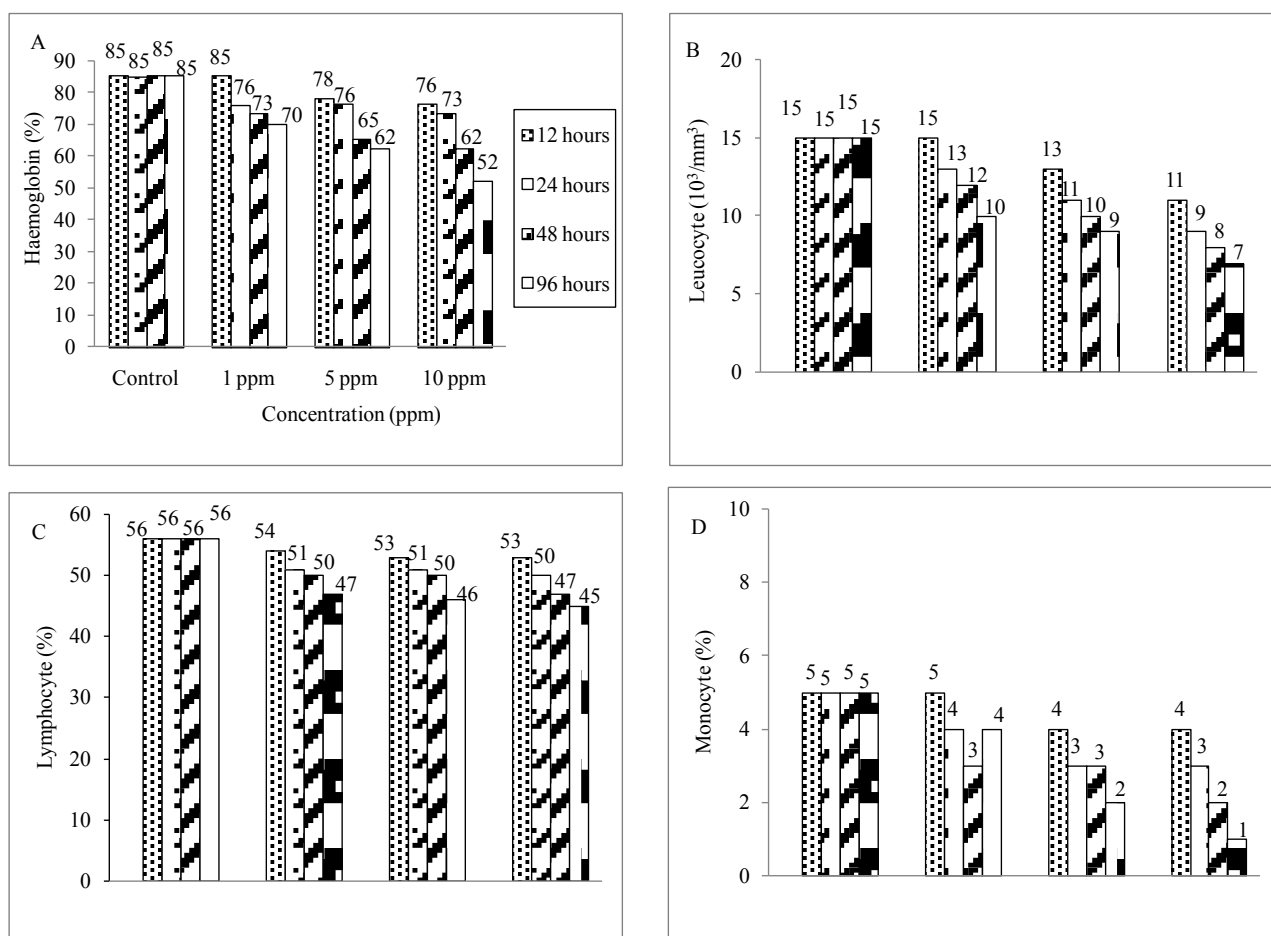 A
85 85 85 85 85 76 73 70 78 76 65 62 76 73 62 52
90
80
70
60
50
40
30
20
10
0
Haemoglobin (%)
Control 1 ppm 5 ppm 10 ppm
Concentration (ppm)
12 hours
24 hours
48 hours
96 hours
B
15 15 15 15 15 13 12 10 13 11 10 9 11 9 8 7
20
15
10
5
0
Leucocyte (10³/mm³)
C
56 56 56 56 54 51 50 47 53 51 50 46 53 50 47 45
60
50
40
30
20
10
0
Lymphocyte (%)
D
5 5 5 5 5 4 3 4 4 3 3 2 4 3 2 1
10
8
6
4
2
0
Monocyte (%)